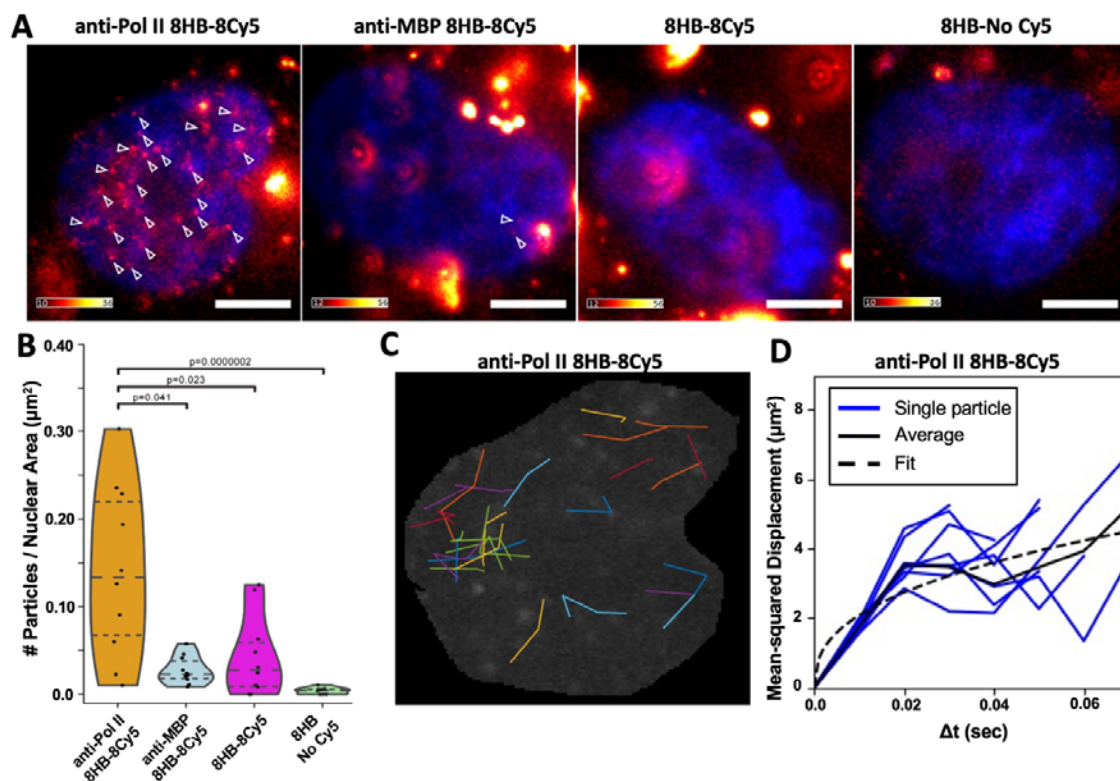 A
anti-Pol II 8HB-8Cy5
anti-MBP 8HB-8Cy5
8HB-8Cy5
8HB-No Cy5
10 36
12 56
12 56
10 36
B
# Particles / Nuclear Area (µm²)
0.40
0.30
0.20
0.10
0.0
p=0.0000002
p=0.023
p=0.041
anti-Pol II
8HB-8Cy5
anti-MBP
8HB-8Cy5
8HB-8Cy5
8HB
No Cy5
C
anti-Pol II 8HB-8Cy5
D
anti-Pol II 8HB-8Cy5
Mean-squared Displacement (µm²)
8
6
4
2
0
Single particle
Average
Fit
0.0
0.02
0.04
0.06
Δt (sec)